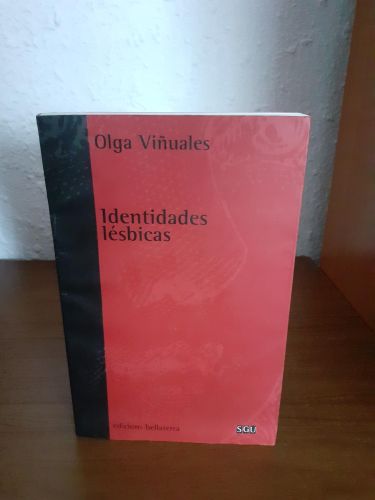 Olga Viñuales
Identidades
lésbicas
edicions bellaterra
SGU